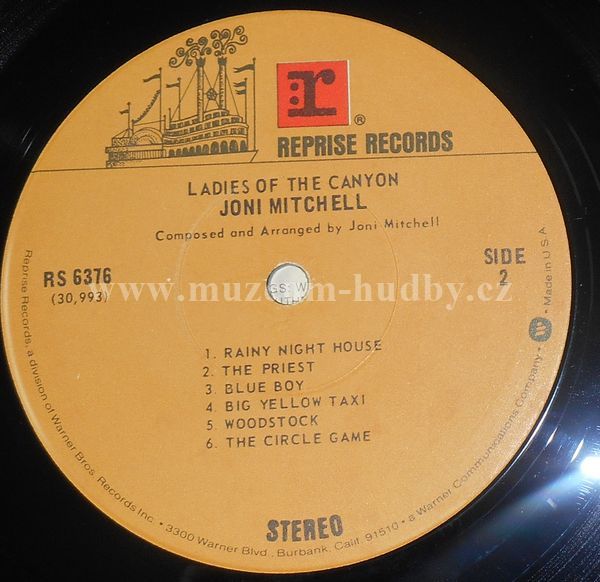 r
®
REPRISE RECORDS
LADIES OF THE CANYON
JONI MITCHELL
Composed and Arranged by Joni Mitchell
RS 6376
(30,993)
SIDE
2
GS: W
ITH
www.muzeum-hudby.cz
1. RAINY NIGHT HOUSE
2. THE PRIEST
3. BLUE BOY
4. BIG YELLOW TAXI
5. WOODSTOCK
6. THE CIRCLE GAME
STEREO
Reprise Records, a division of Warner Bros. Records Inc. • 3300 Warner Blvd., Burbank, Calif. 91510 • a Warner Communications Company • W • Made in U.S.A.